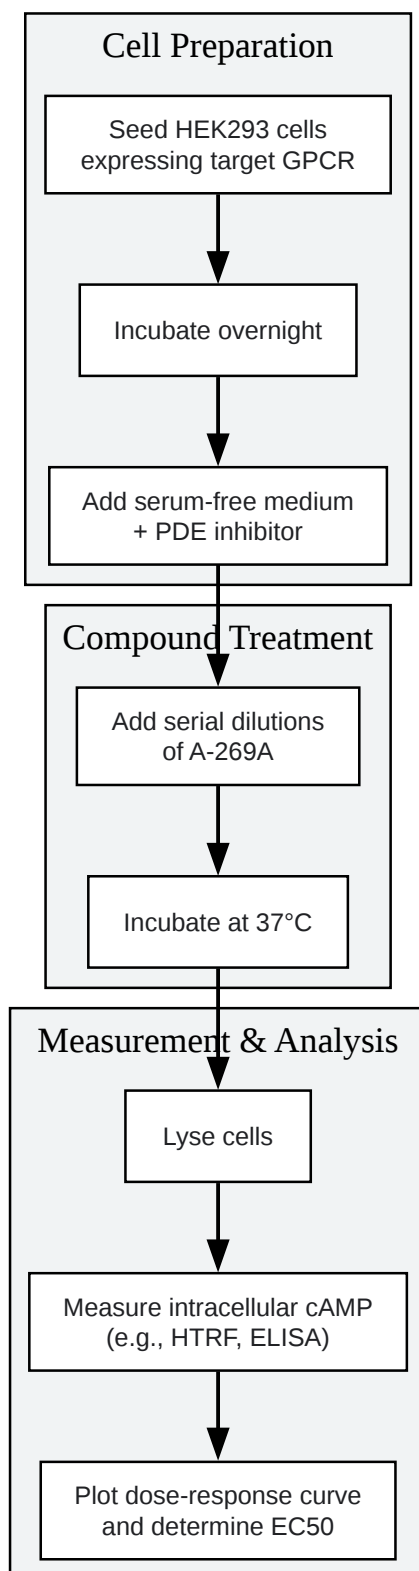 Cell Preparation
Seed HEK293 cells
expressing target GPCR
Incubate overnight
Add serum-free medium
+ PDE inhibitor
Compound Treatment
Add serial dilutions
of A-269A
Incubate at 37°C
Measurement & Analysis
Lyse cells
Measure intracellular cAMP
(e.g., HTRF, ELISA)
Plot dose-response curve
and determine EC50